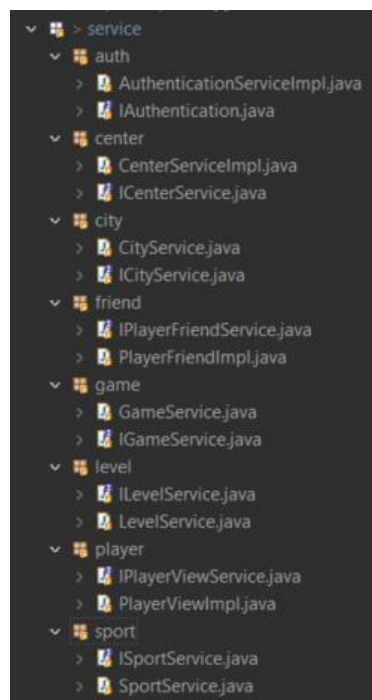 > service
auth
AuthenticationServiceImpl.java
IAuthentication.java
center
CenterServiceImpl.java
ICenterService.java
city
CityService.java
ICityService.java
friend
IPlayerFriendService.java
PlayerFriendImpl.java
game
GameService.java
IGameService.java
level
ILevelService.java
LevelService.java
player
IPlayerViewService.java
PlayerViewImpl.java
sport
ISportService.java
SportService.java